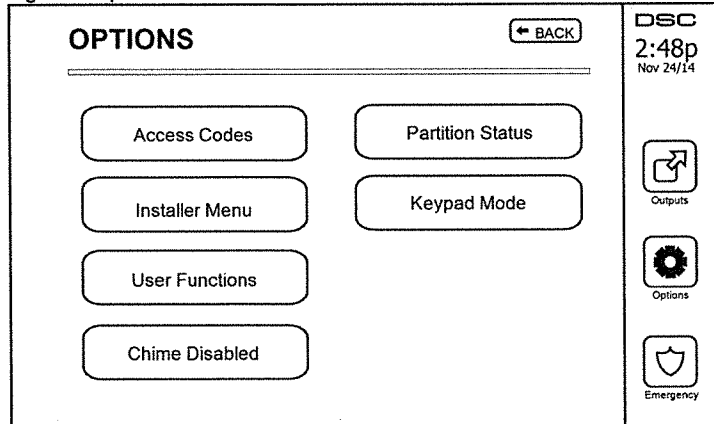 OPTIONS
BACK
DSC
2:48p
Nov 24/14
Access Codes
Partition Status
Installer Menu
Keypad Mode
User Functions
Chime Disabled
Outputs
Options
Emergency